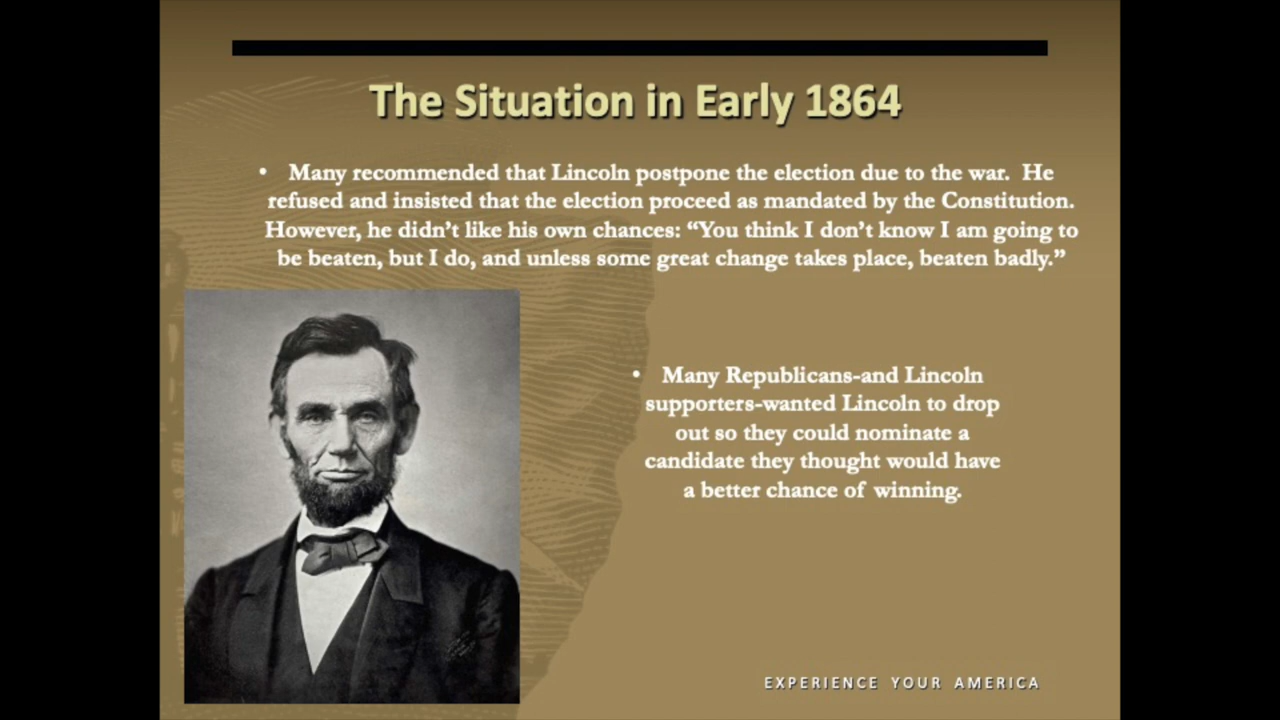 The Situation in Early 1864
• Many recommended that Lincoln postpone the election due to the war.  He
refused and insisted that the election proceed as mandated by the Constitution.
However, he didn’t like his own chances: “You think I don’t know I am going to
be beaten, but I do, and unless some great change takes place, beaten badly.”
• Many Republicans-and Lincoln
supporters-wanted Lincoln to drop
out so they could nominate a
candidate they thought would have
a better chance of winning.
EXPERIENCE YOUR AMERICA